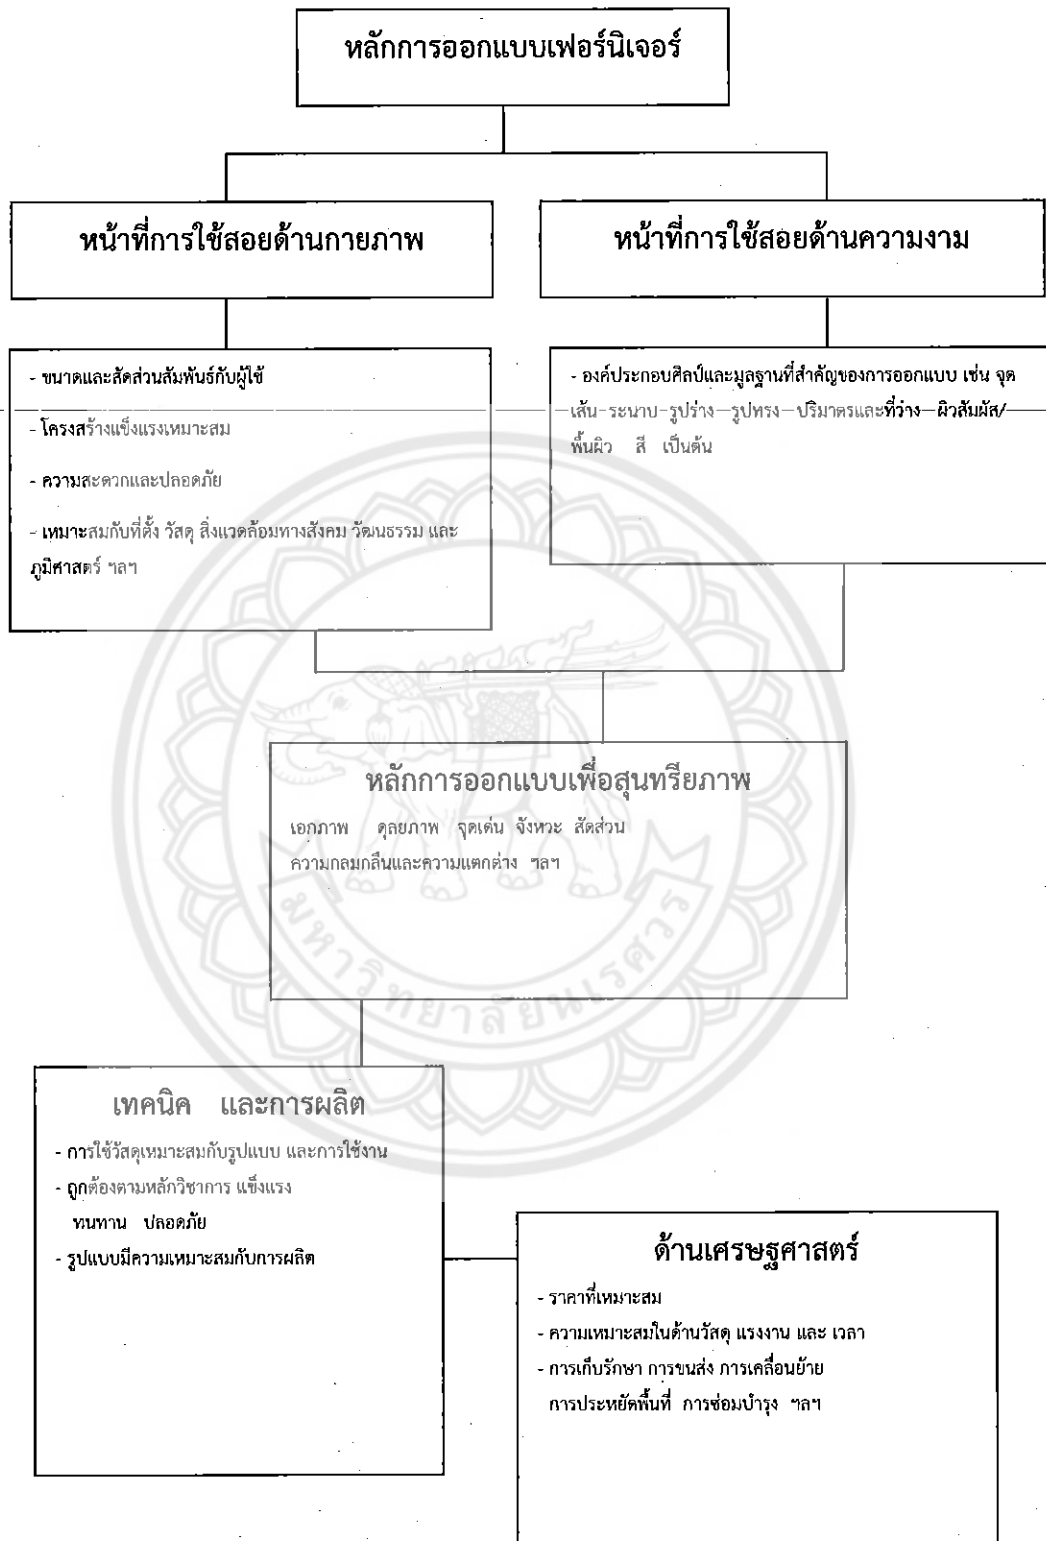 หลักการออกแบบเฟอร์นิเจอร์
หน้าที่การใช้สอยด้านกายภาพ
หน้าที่การใช้สอยด้านความงาม
- ขนาดและสัดส่วนสัมพันธ์กับผู้ใช้
- โครงสร้างแข็งแรงเหมาะสม
- ความสะดวกและปลอดภัย
- เหมาะสมกับที่ตั้ง วัสดุ สิ่งแวดล้อมทางสังคม วัฒนธรรม และ
ภูมิศาสตร์ ฯลฯ
- องค์ประกอบศิลป์และมูลฐานที่สำคัญของการออกแบบ เช่น จุด
เส้น ระนาบ รูปร่าง รูปทรง ปริมาตรและที่ว่าง ผิวสัมผัส/
พื้นผิว สี เป็นต้น
หลักการออกแบบเพื่อสุนทรียภาพ
เอกภาพ ดุลยภาพ จุดเด่น จังหวะ สัดส่วน
ความกลมกลืนและความแตกต่าง ฯลฯ
มหาวิทยาลัยนเรศวร
เทคนิค และการผลิต
- การใช้วัสดุเหมาะสมกับรูปแบบ และการใช้งาน
- ถูกต้องตามหลักวิชาการ แข็งแรง
ทนทาน ปลอดภัย
- รูปแบบมีความเหมาะสมกับการผลิต
ด้านเศรษฐศาสตร์
- ราคาที่เหมาะสม
- ความเหมาะสมในด้านวัสดุ แรงงาน และ เวลา
- การเก็บรักษา การขนส่ง การเคลื่อนย้าย
การประหยัดพื้นที่ การซ่อมบำรุง ฯลฯ